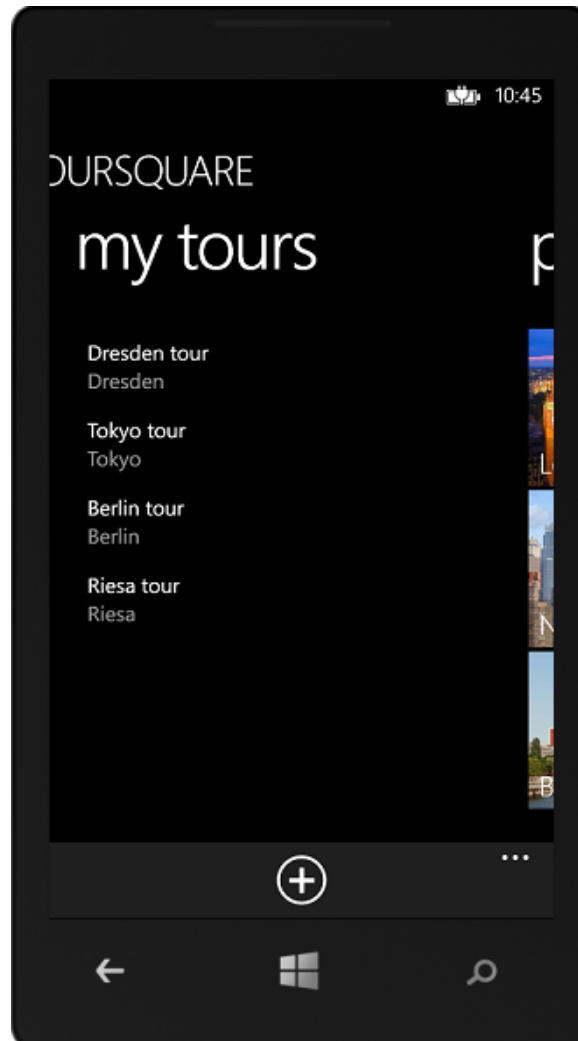 10:45
OURSQUARE
my tours
p
Dresden tour
Dresden
Tokyo tour
Tokyo
Berlin tour
Berlin
Riesa tour
Riesa
L
N
B
...